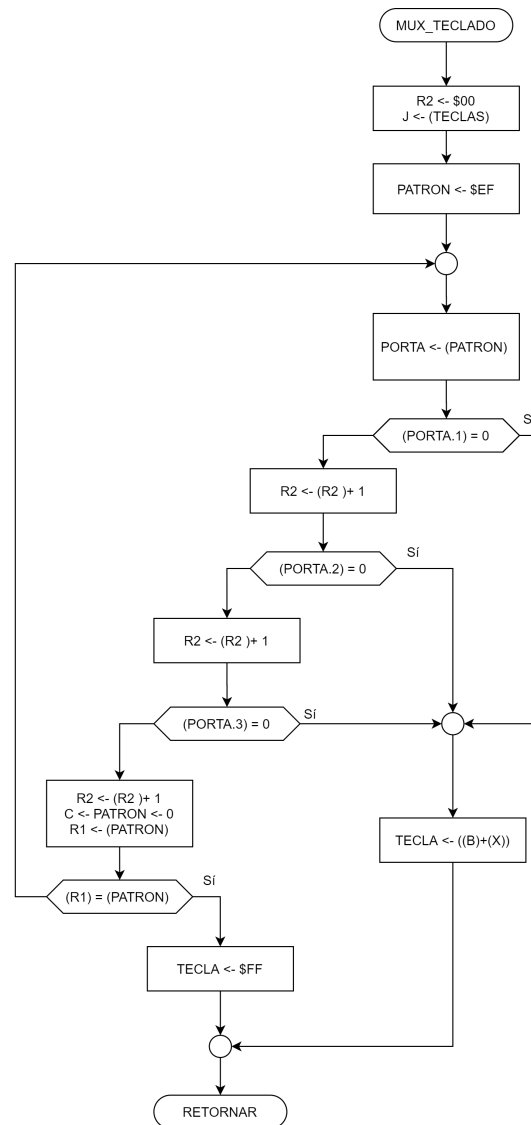 MUX_TECLADO
R2 <- $00
J <- (TECLAS)
PATRON <- $EF
PORTA <- (PATRON)
(PORTA.1) = 0
S
R2 <- (R2 )+ 1
(PORTA.2) = 0
Sí
R2 <- (R2 )+ 1
(PORTA.3) = 0
Sí
R2 <- (R2 )+ 1
C <- PATRON <- 0
R1 <- (PATRON)
TECLA <- ((B)+(X))
(R1) = (PATRON)
Sí
TECLA <- $FF
RETORNAR